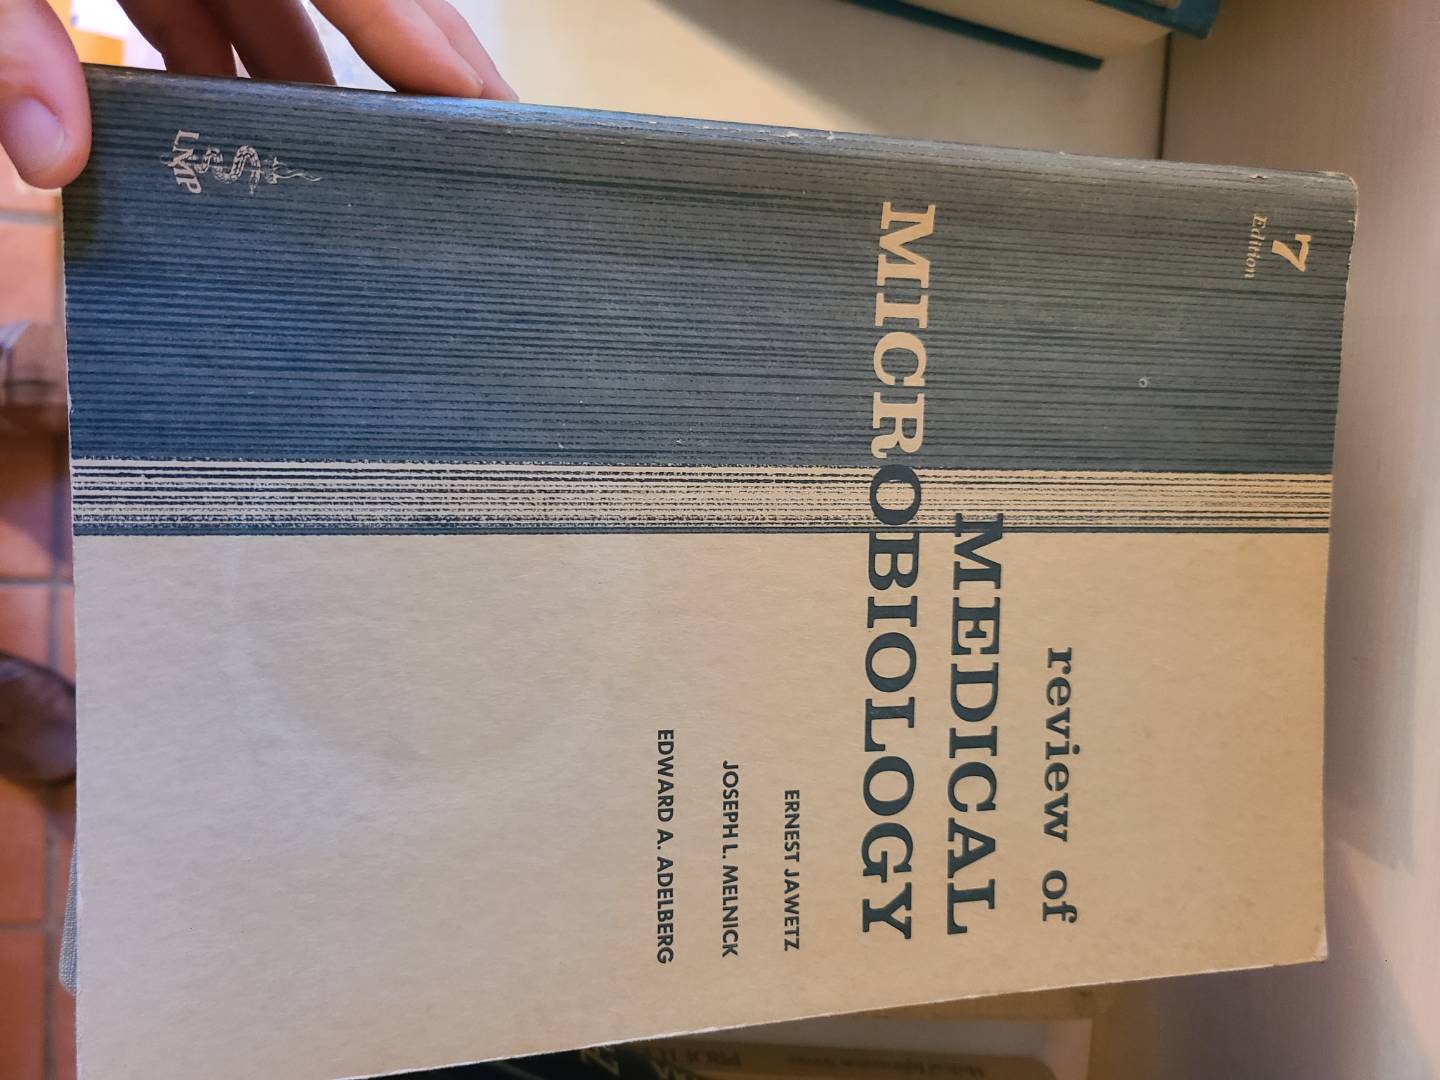 7
Edition
review of
MEDICAL
MICROBIOLOGY
ERNEST JAWETZ
JOSEPH L. MELNICK
EDWARD A. ADELBERG
LMP